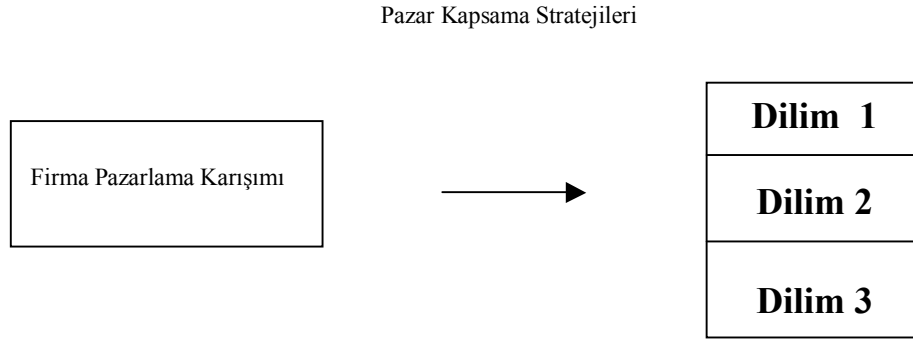 Pazar Kapsama Stratejileri
Firma Pazarlama Karışımı
Dilim 1
Dilim 2
Dilim 3